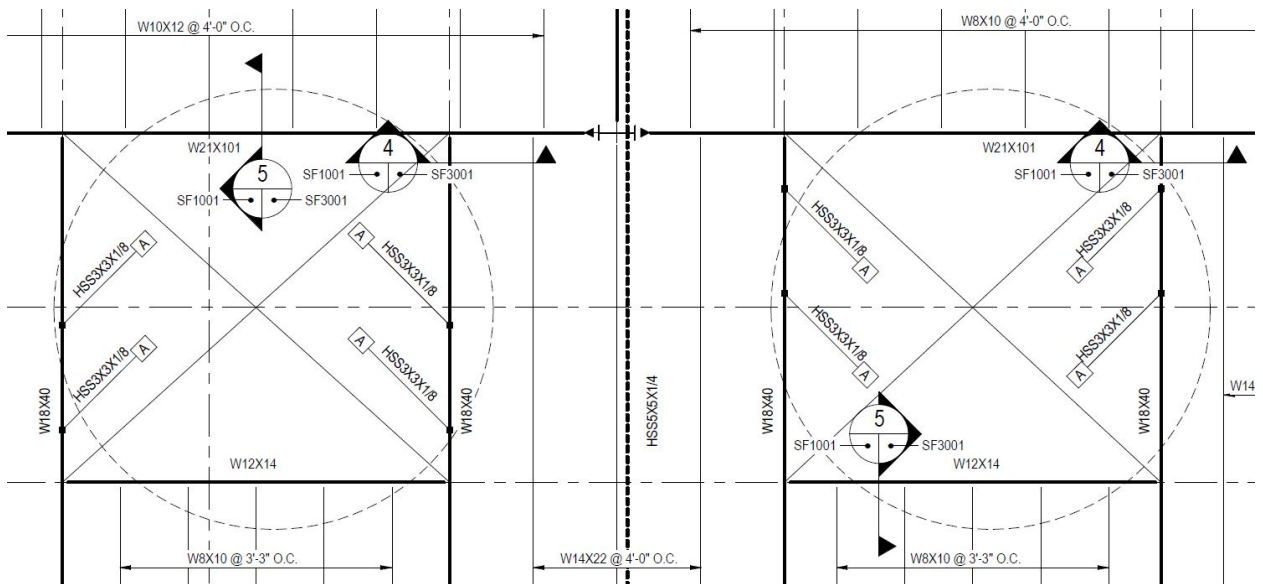 W10X12 @ 4'-0" O.C.
W8X10 @ 4'-0" O.C.
W21X101
4
SF1001
SF3001
5
SF1001
SF3001
W21X101
4
SF1001
SF3001
HSS3X3X1/8
A
A
HSS3X3X1/8
HSS3X3X1/8
A
HSS3X3X1/8
A
HSS3X3X1/8
A
A
HSS3X3X1/8
HSS3X3X1/8
A
HSS3X3X1/8
A
W18X40
W18X40
HSS5X5X1/4
W18X40
W18X40
W14
5
SF1001
SF3001
W12X14
W12X14
W8X10 @ 3'-3" O.C.
W14X22 @ 4'-0" O.C.
W8X10 @ 3'-3" O.C.